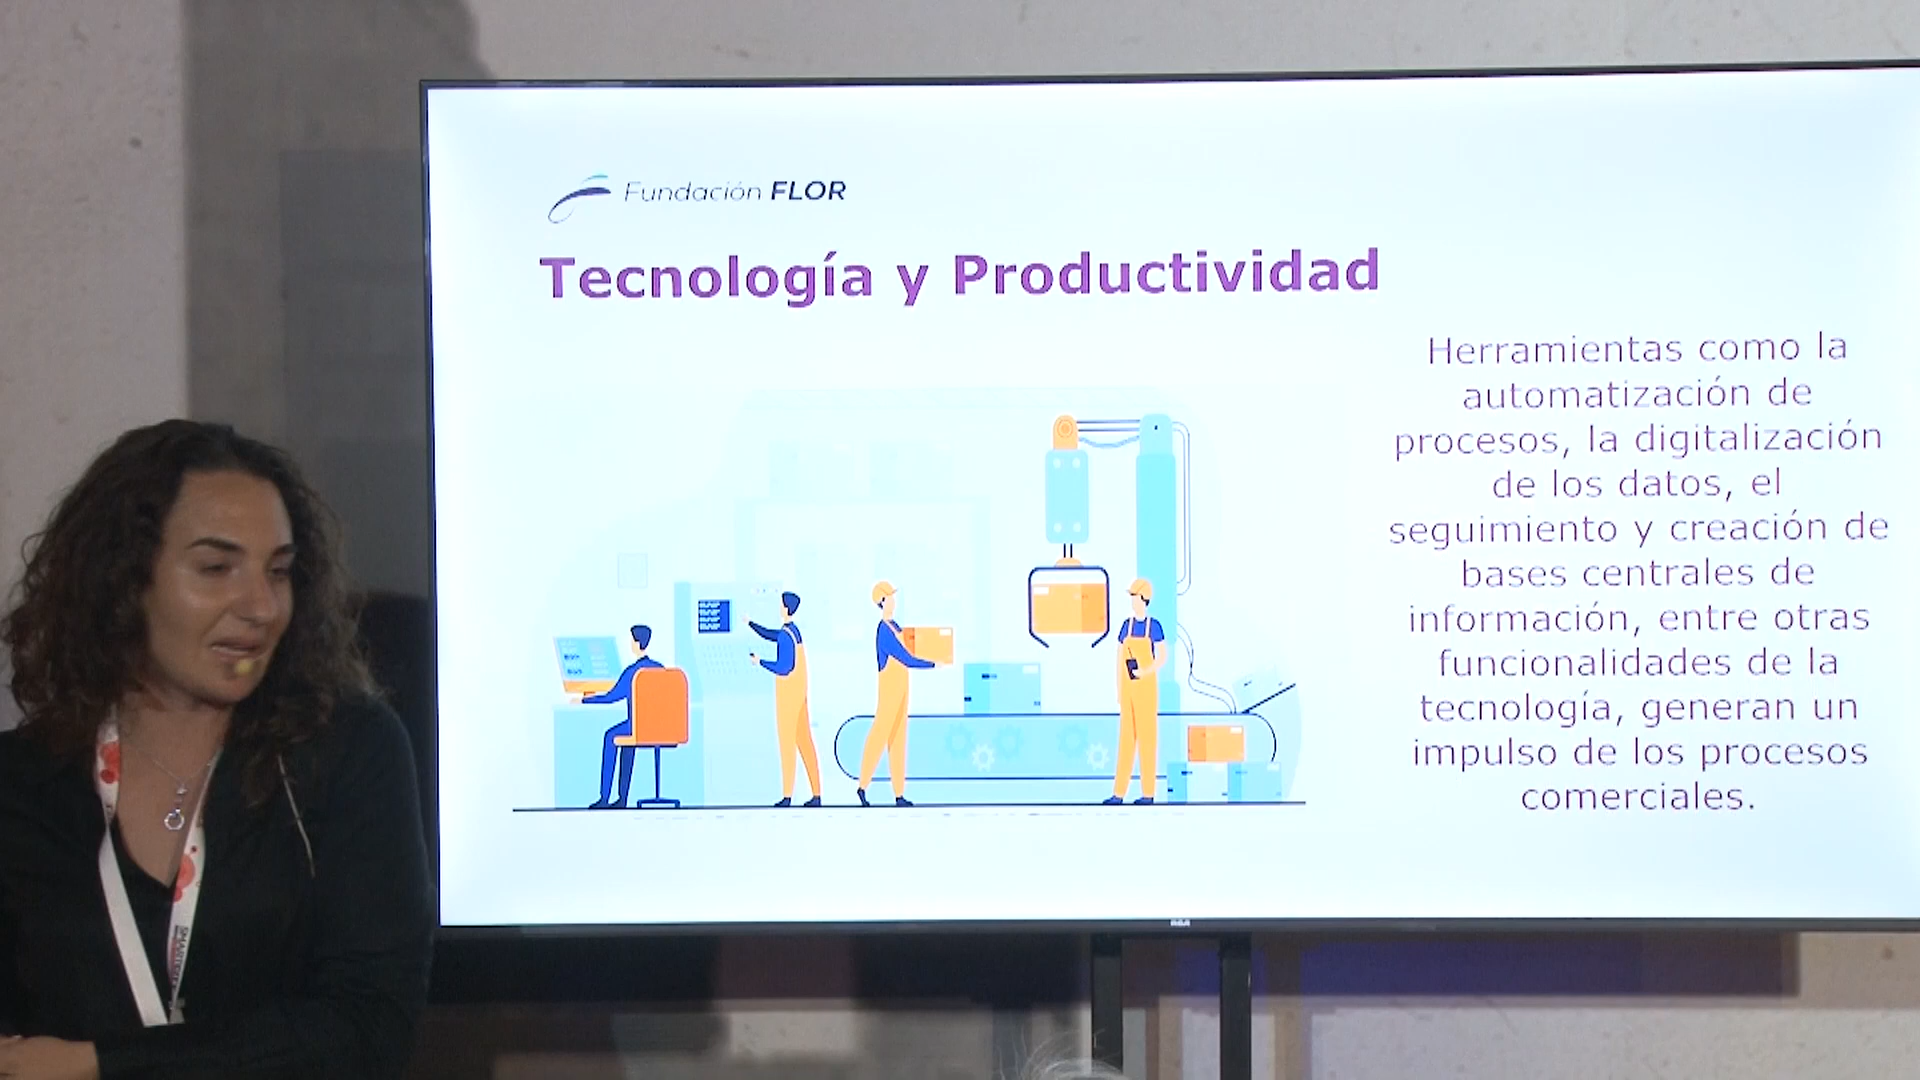 Fundación FLOR
Tecnología y Productividad
Herramientas como la
automatización de
procesos, la digitalización
de los datos, el
seguimiento y creación de
bases centrales de
información, entre otras
funcionalidades de la
tecnología, generan un
impulso de los procesos
comerciales.
RCA